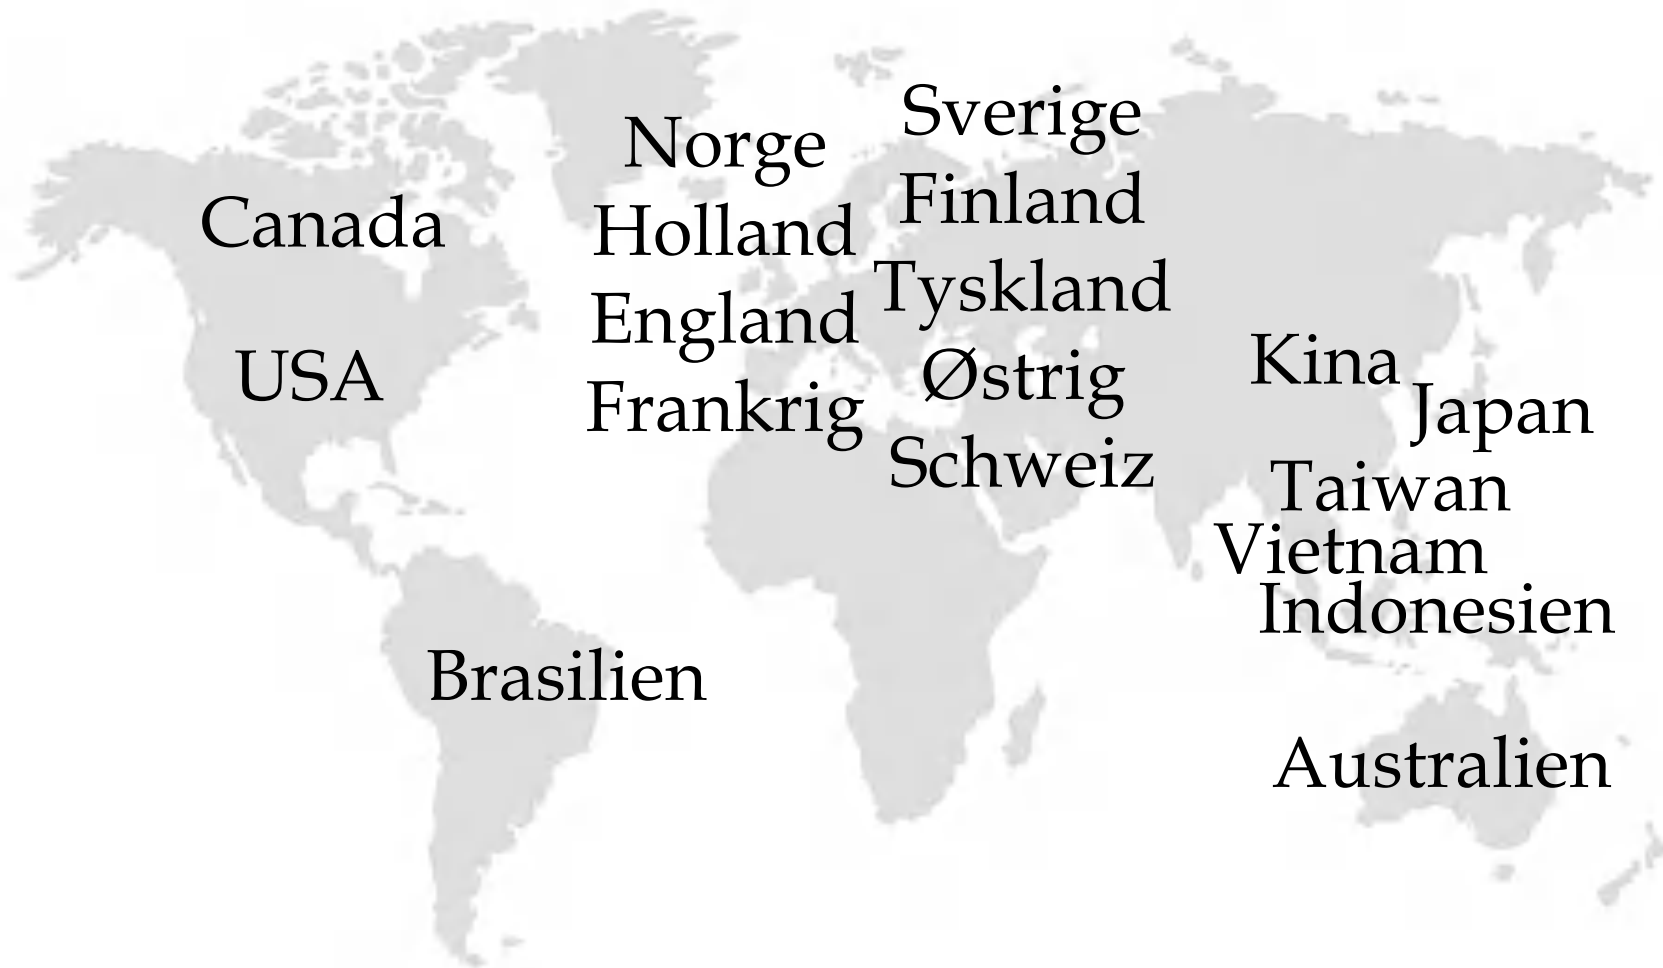 Canada
USA
Brasilien
Norge
Holland
England
Frankrig
Sverige
Finland
Tyskland
Østrig
Schweiz
Kina
Japan
Taiwan
Vietnam
Indonesien
Australien